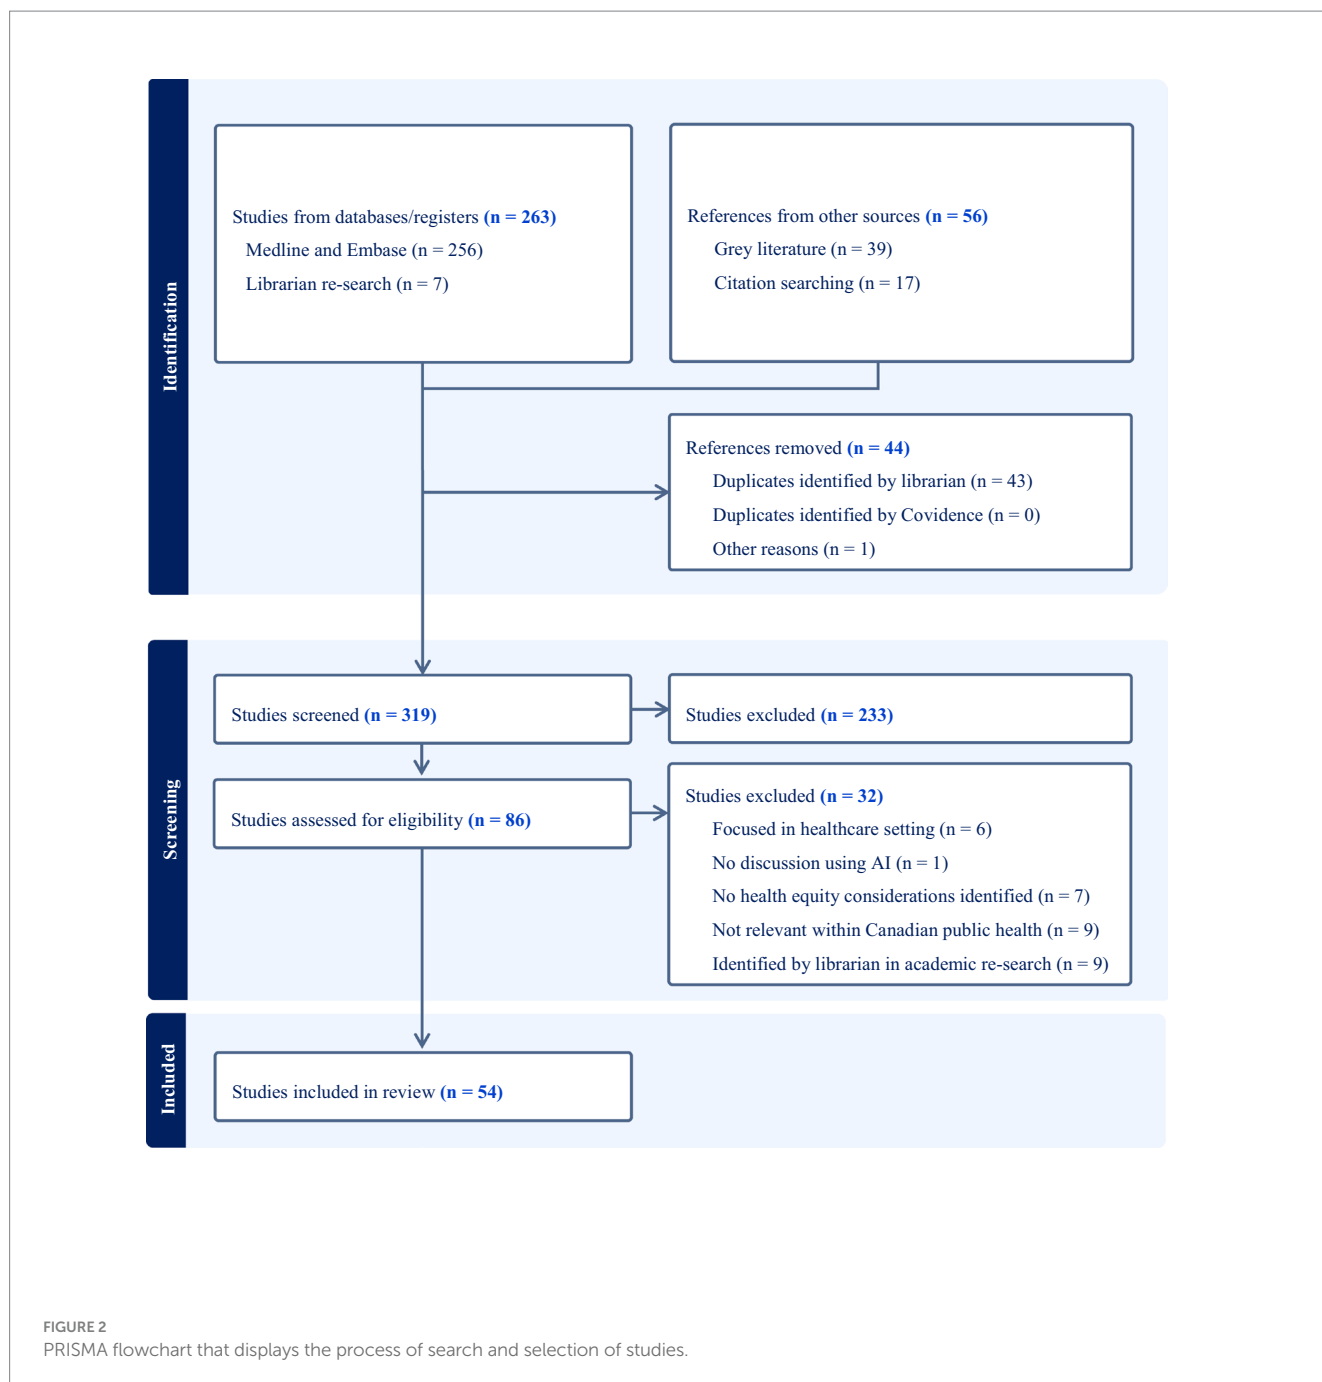 Identification
Studies from databases/registers (n = 263)
Medline and Embase (n = 256)
Librarian re-search (n = 7)
References from other sources (n = 56)
Grey literature (n = 39)
Citation searching (n = 17)
References removed (n = 44)
Duplicates identified by librarian (n = 43)
Duplicates identified by Covidence (n = 0)
Other reasons (n = 1)
Screening
Studies screened (n = 319)
Studies excluded (n = 233)
Studies assessed for eligibility (n = 86)
Studies excluded (n = 32)
Focused in healthcare setting (n = 6)
No discussion using AI (n = 1)
No health equity considerations identified (n = 7)
Not relevant within Canadian public health (n = 9)
Identified by librarian in academic re-search (n = 9)
Included
Studies included in review (n = 54)
FIGURE 2
PRISMA flowchart that displays the process of search and selection of studies.